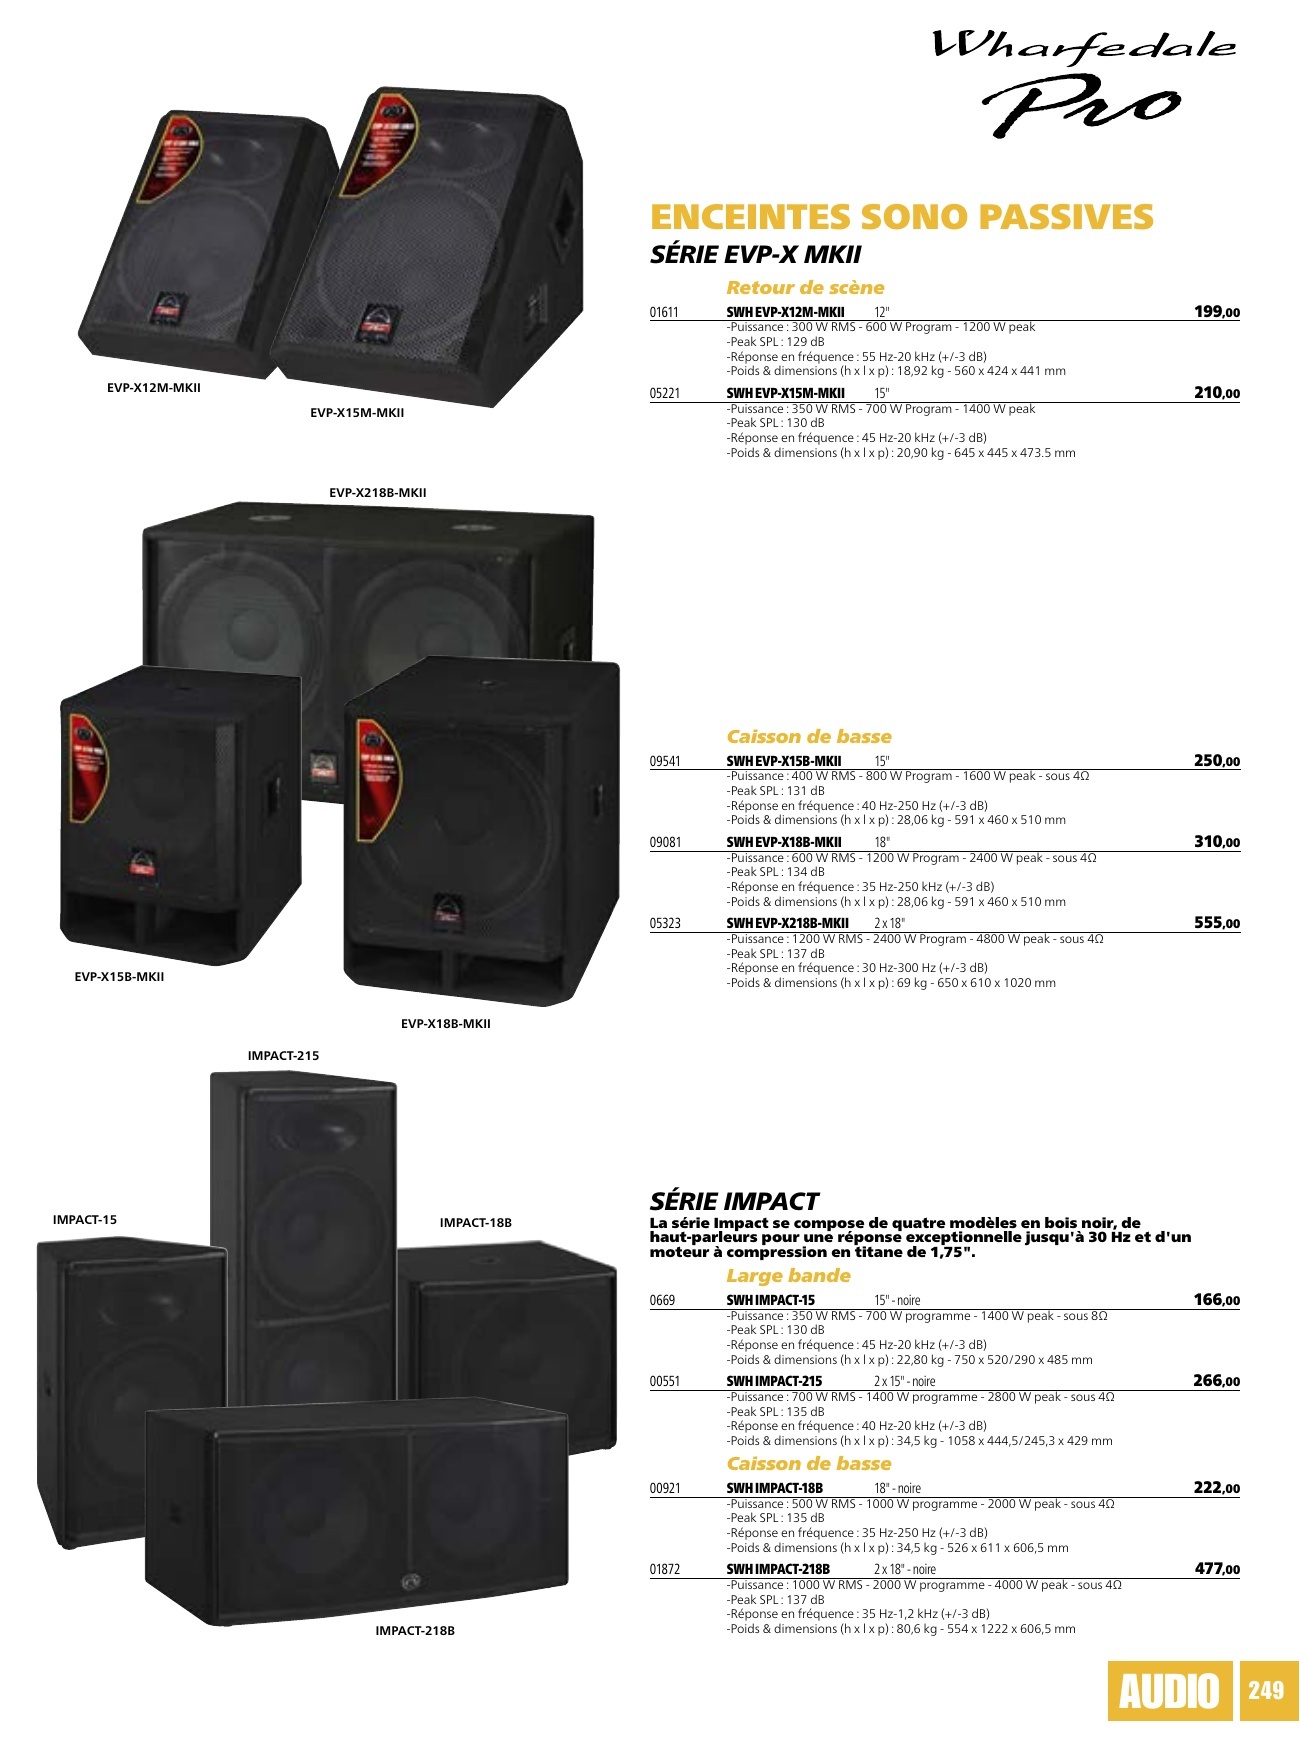 Wharfedale
Pro
ENCEINTES SONO PASSIVES
SÉRIE EVP-X MKII
Retour de scène
01611 SWH EVP-X12M-MKII 12" 199,00
-Puissance : 300 W RMS - 600 W Program - 1200 W peak
-Peak SPL : 129 dB
-Réponse en fréquence : 55 Hz-20 kHz (+/-3 dB)
-Poids & dimensions (h x l x p) : 18,92 kg - 560 x 424 x 441 mm
05221 SWH EVP-X15M-MKII 15" 210,00
-Puissance : 350 W RMS - 700 W Program - 1400 W peak
-Peak SPL : 130 dB
-Réponse en fréquence : 45 Hz-20 kHz (+/-3 dB)
-Poids & dimensions (h x l x p) : 20,90 kg - 645 x 445 x 473.5 mm
EVP-X12M-MKII
EVP-X15M-MKII
EVP-X218B-MKII
Caisson de basse
09541 SWH EVP-X15B-MKII 15" 250,00
-Puissance : 400 W RMS - 800 W Program - 1600 W peak - sous 4Ω
-Peak SPL : 131 dB
-Réponse en fréquence : 40 Hz-250 Hz (+/-3 dB)
-Poids & dimensions (h x l x p) : 28,06 kg - 591 x 460 x 510 mm
09081 SWH EVP-X18B-MKII 18" 310,00
-Puissance : 600 W RMS - 1200 W Program - 2400 W peak - sous 4Ω
-Peak SPL : 134 dB
-Réponse en fréquence : 35 Hz-250 kHz (+/-3 dB)
-Poids & dimensions (h x l x p) : 28,06 kg - 591 x 460 x 510 mm
05323 SWH EVP-X218B-MKII 2 x 18" 555,00
-Puissance : 1200 W RMS - 2400 W Program - 4800 W peak - sous 4Ω
-Peak SPL : 137 dB
-Réponse en fréquence : 30 Hz-300 Hz (+/-3 dB)
-Poids & dimensions (h x l x p) : 69 kg - 650 x 610 x 1020 mm
EVP-X15B-MKII
EVP-X18B-MKII
IMPACT-215
IMPACT-15
IMPACT-18B
IMPACT-218B
SÉRIE IMPACT
La série Impact se compose de quatre modèles en bois noir, de
haut-parleurs pour une réponse exceptionnelle jusqu'à 30 Hz et d'un
moteur à compression en titane de 1,75".
Large bande
0669 SWH IMPACT-15 15" - noire 166,00
-Puissance : 350 W RMS - 700 W programme - 1400 W peak - sous 8Ω
-Peak SPL : 130 dB
-Réponse en fréquence : 45 Hz-20 kHz (+/-3 dB)
-Poids & dimensions (h x l x p) : 22,80 kg - 750 x 520/290 x 485 mm
00551 SWH IMPACT-215 2 x 15" - noire 266,00
-Puissance : 700 W RMS - 1400 W programme - 2800 W peak - sous 4Ω
-Peak SPL : 135 dB
-Réponse en fréquence : 40 Hz-20 kHz (+/-3 dB)
-Poids & dimensions (h x l x p) : 34,5 kg - 1058 x 444,5/245,3 x 429 mm
Caisson de basse
00921 SWH IMPACT-18B 18" - noire 222,00
-Puissance : 500 W RMS - 1000 W programme - 2000 W peak - sous 4Ω
-Peak SPL : 135 dB
-Réponse en fréquence : 35 Hz-250 Hz (+/-3 dB)
-Poids & dimensions (h x l x p) : 34,5 kg - 526 x 611 x 606,5 mm
01872 SWH IMPACT-218B 2 x 18" - noire 477,00
-Puissance : 1000 W RMS - 2000 W programme - 4000 W peak - sous 4Ω
-Peak SPL : 137 dB
-Réponse en fréquence : 35 Hz-1,2 kHz (+/-3 dB)
-Poids & dimensions (h x l x p) : 80,6 kg - 554 x 1222 x 606,5 mm
AUDIO 249